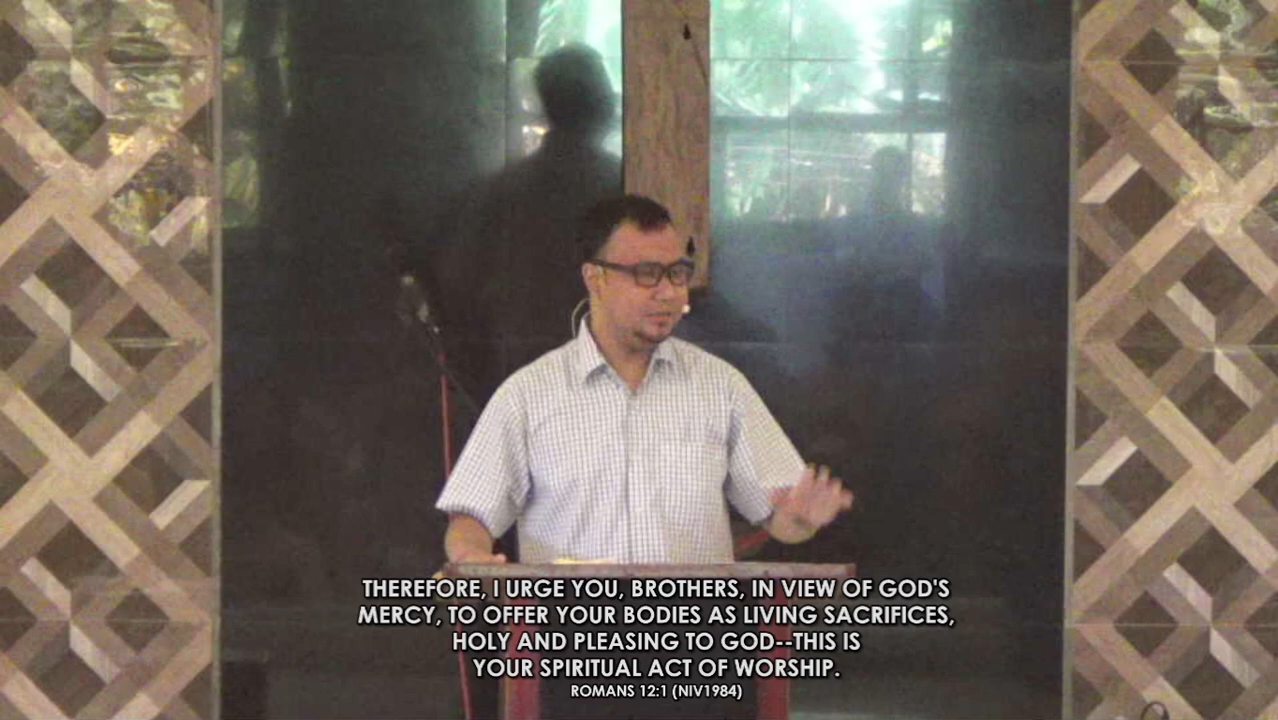 THEREFORE, I URGE YOU, BROTHERS, IN VIEW OF GOD'S
MERCY, TO OFFER YOUR BODIES AS LIVING SACRIFICES,
HOLY AND PLEASING TO GOD--THIS IS
YOUR SPIRITUAL ACT OF WORSHIP.
ROMANS 12:1 (NIV1984)